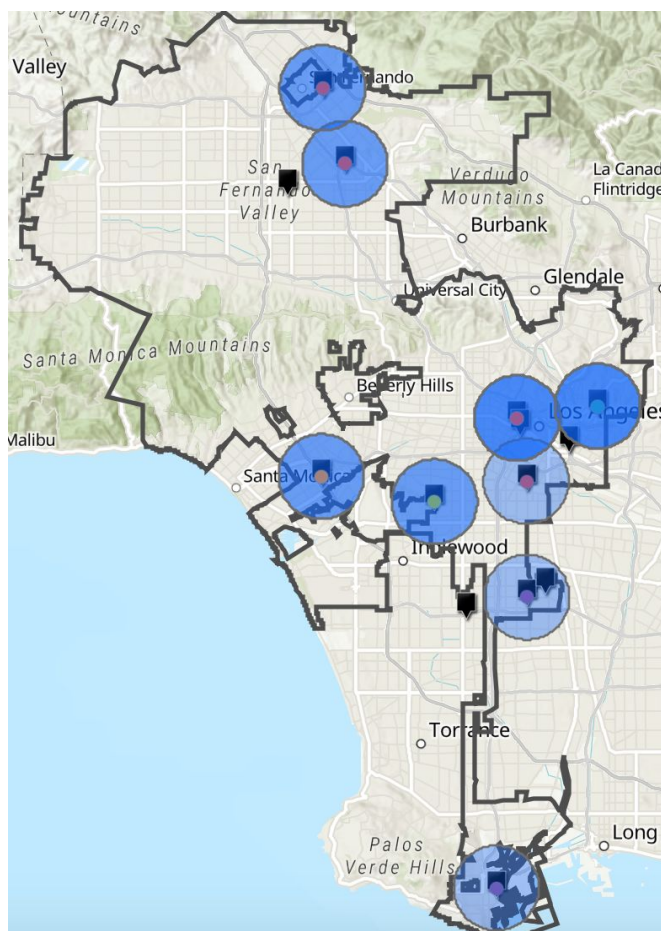 Mountains
Valley
San Fernando
La Canada
Flintridge
San
Fernando
Valley
Verdugo
Mountains
Burbank
Universal City
Glendale
Santa Monica Mountains
Beverly Hills
Malibu
Los Angeles
Santa Monica
Inglewood
Torrance
Palos
Verde Hills
Long